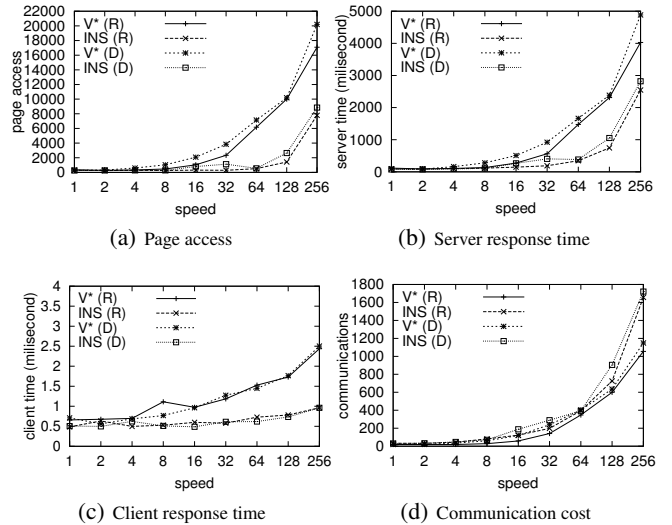 22000
20000
18000
16000
14000
12000
10000
8000
6000
4000
2000
0
page access
V* (R)
INS (R)
V* (D)
INS (D)
1 2 4 8 16 32 64 128 256
speed
(a) Page access
5000
4000
3000
2000
1000
0
server time (milisecond)
V* (R)
INS (R)
V* (D)
INS (D)
1 2 4 8 16 32 64 128 256
speed
(b) Server response time
4
3.5
3
2.5
2
1.5
1
0.5
0
client time (milisecond)
V* (R)
INS (R)
V* (D)
INS (D)
1 2 4 8 16 32 64 128 256
speed
(c) Client response time
1800
1600
1400
1200
1000
800
600
400
200
0
communications
V* (R)
INS (R)
V* (D)
INS (D)
1 2 4 8 16 32 64 128 256
speed
(d) Communication cost